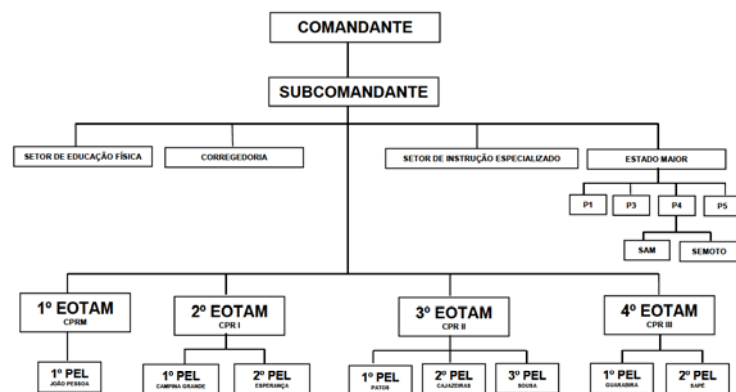 COMANDANTE
SUBCOMANDANTE
SETOR DE EDUCAÇÃO FÍSICA
CORREGEDORIA
SETOR DE INSTRUÇÃO ESPECIALIZADO
ESTADO MAIOR
P1
P3
P4
P5
SAM
SEMOTO
1º EOTAM
CPRM
2º EOTAM
CPR I
3º EOTAM
CPR II
4º EOTAM
CPR III
1º PEL
JOÃO PESSOA
1º PEL
CAMPINA GRANDE
2º PEL
ESPERANÇA
1º PEL
PATOS
2º PEL
CAJAZEIRAS
3º PEL
SOUSA
1º PEL
GUARABIRA
2º PEL
SAPÉ